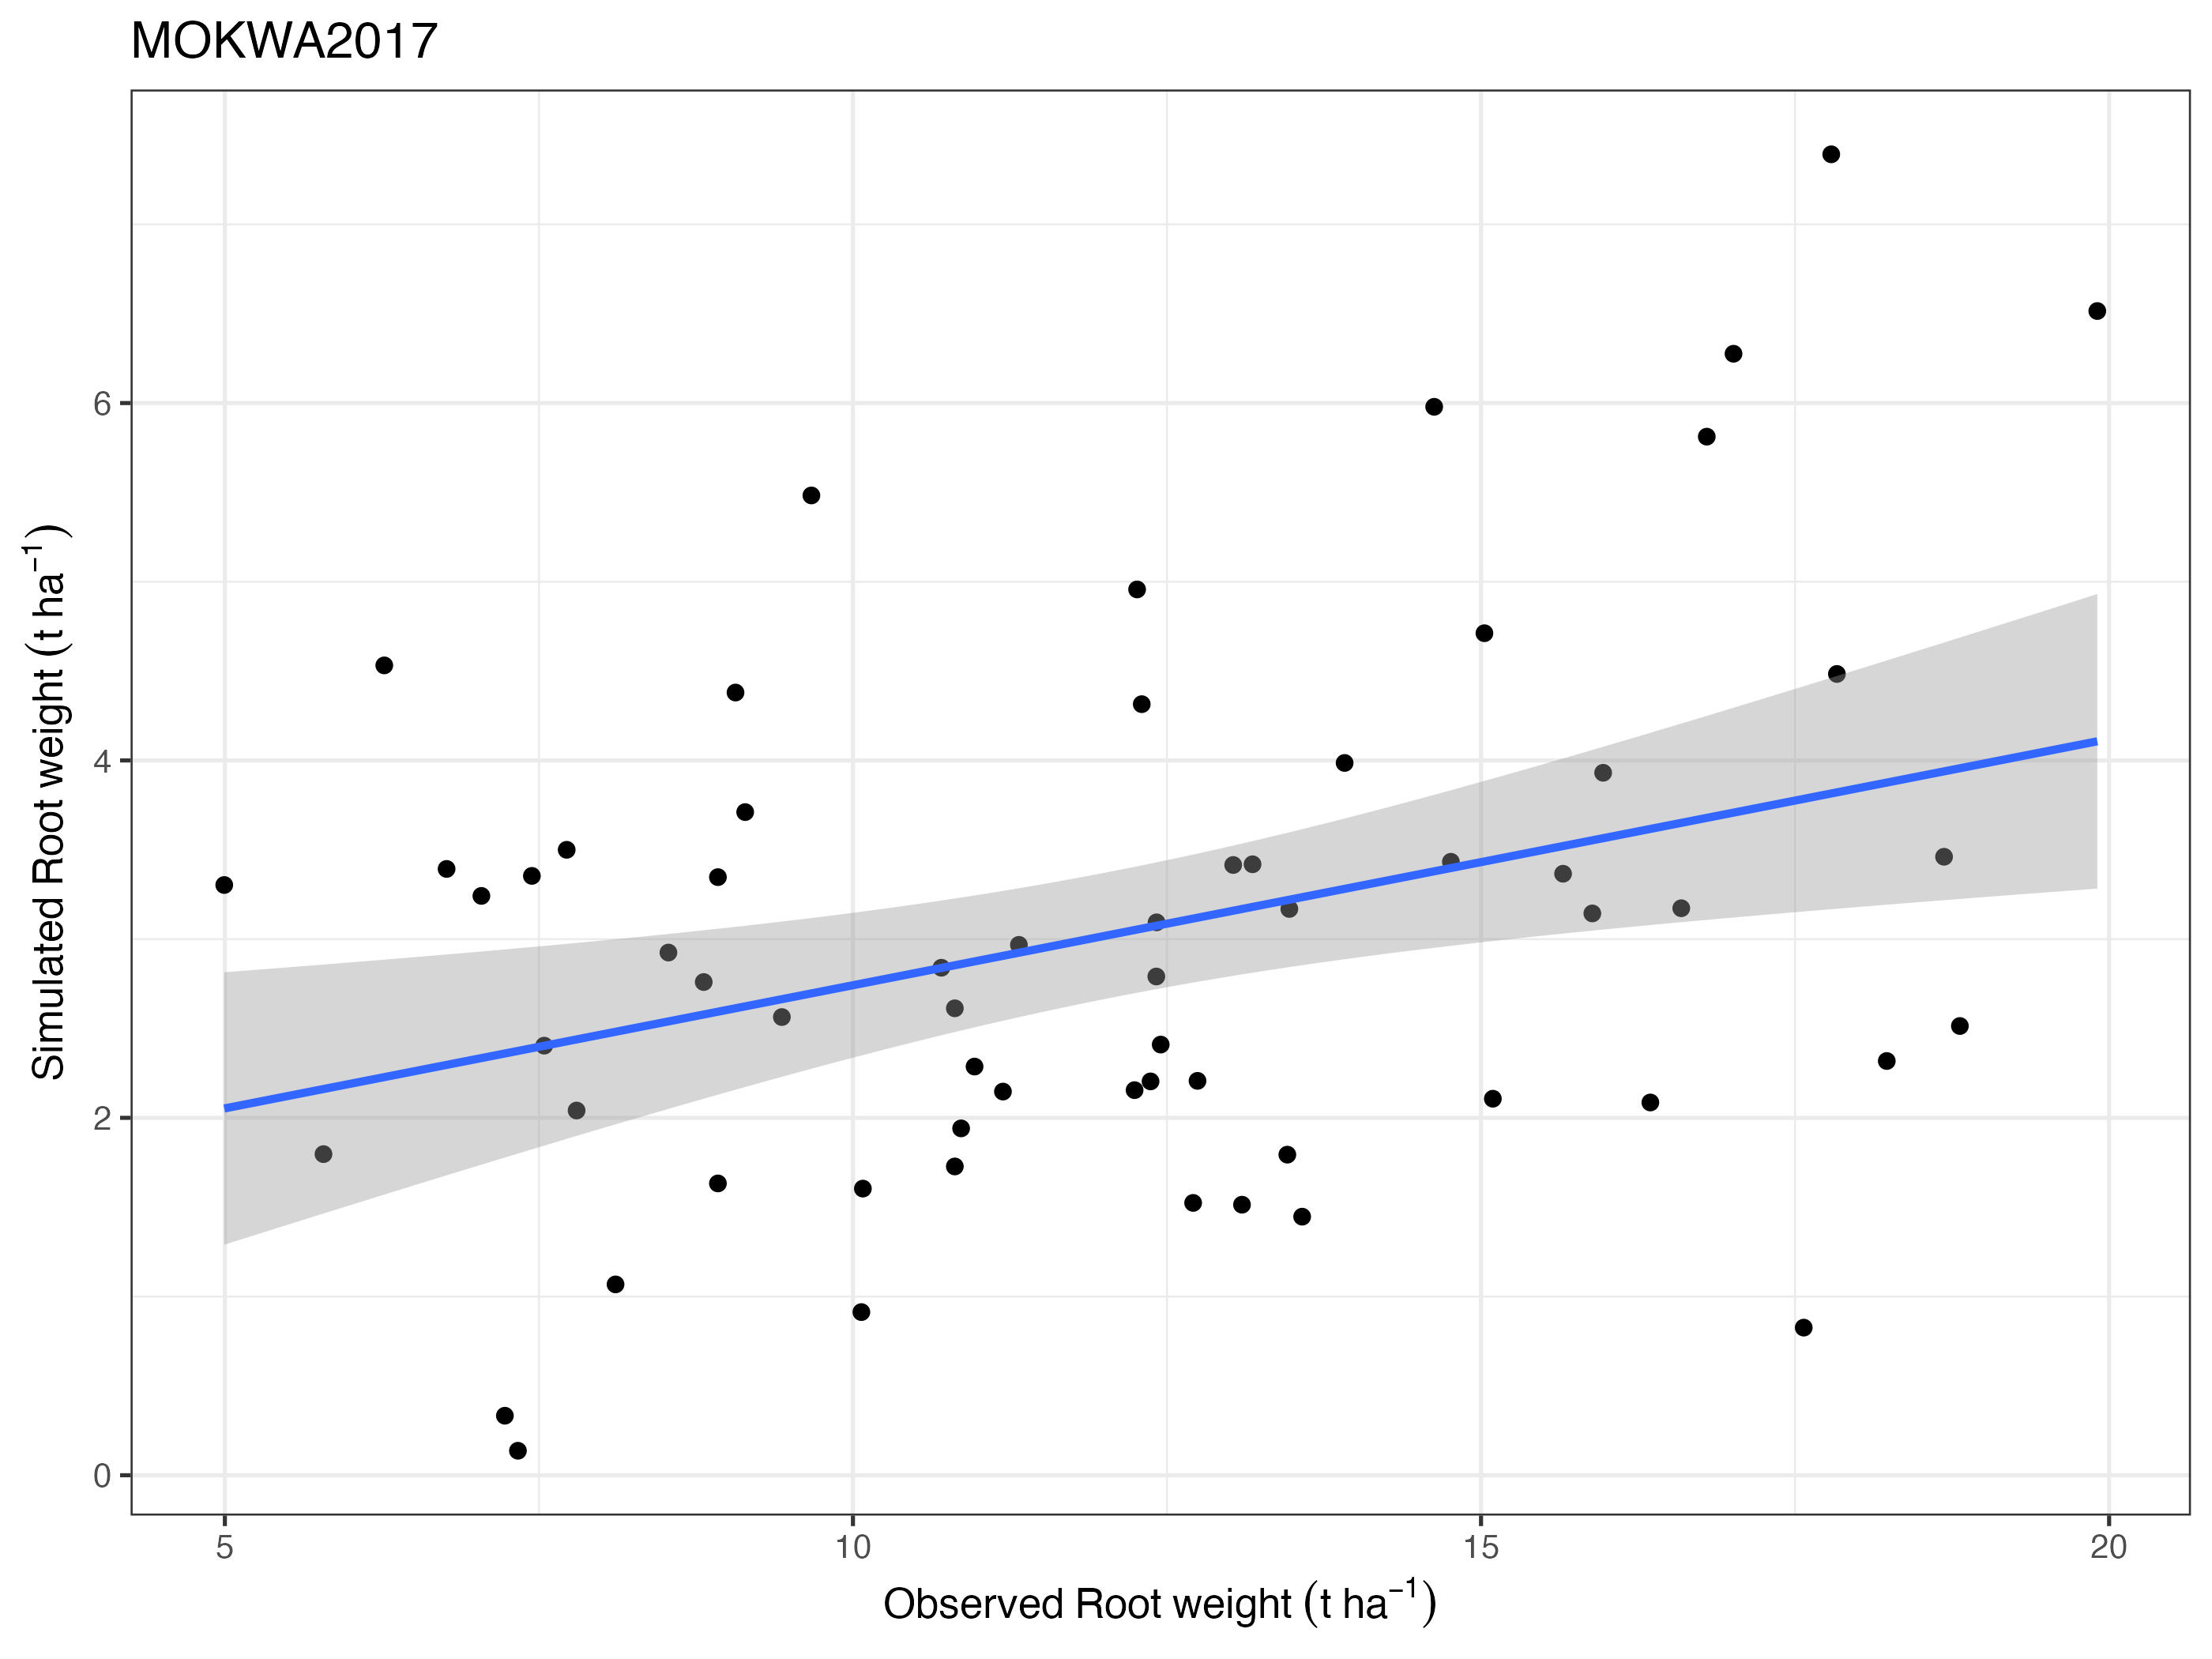 MOKWA2017
Simulated Root weight (t ha⁻¹)
6
4
2
0
5 10 15 20
Observed Root weight (t ha⁻¹)